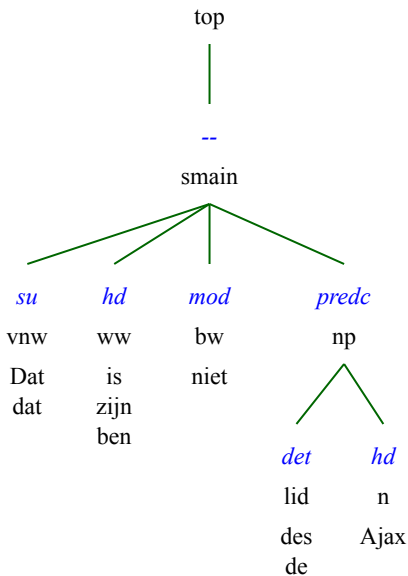 top
--
smain
su hd mod predc
vnw ww bw np
Dat is niet
dat zijn
ben
det hd
lid n
des Ajax
de